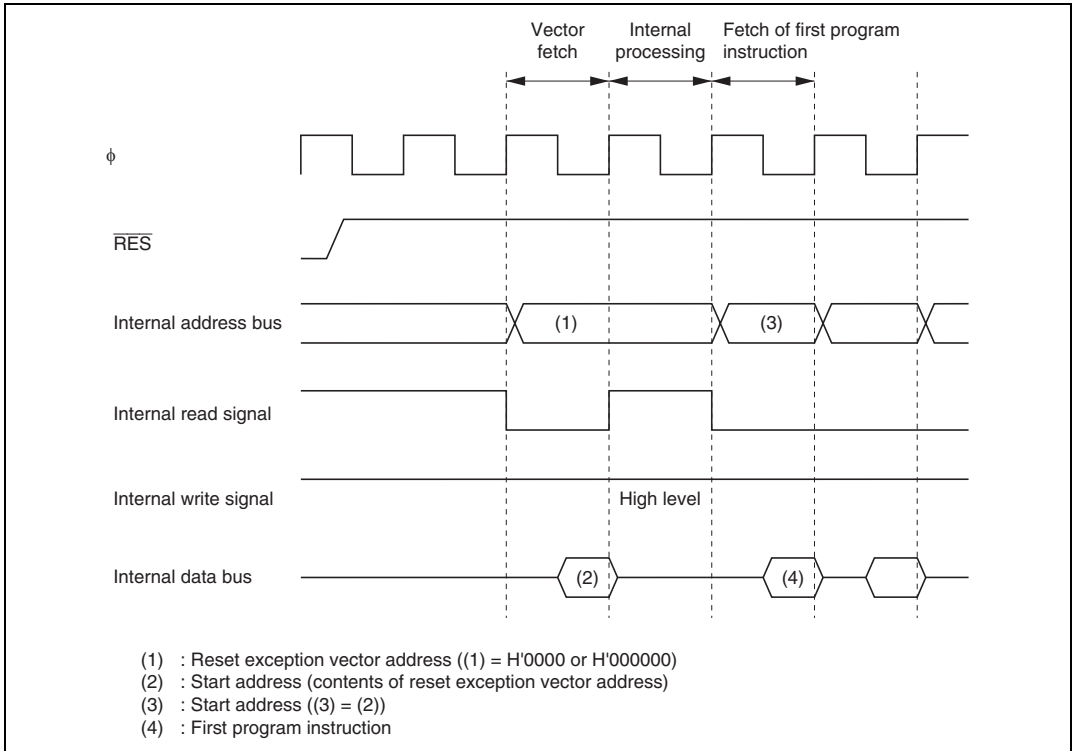 Vector fetch
Internal processing
Fetch of first program instruction
ϕ
RES
Internal address bus
(1)
(3)
Internal read signal
Internal write signal
High level
Internal data bus
(2)
(4)
(1) : Reset exception vector address ((1) = H'0000 or H'000000)
(2) : Start address (contents of reset exception vector address)
(3) : Start address ((3) = (2))
(4) : First program instruction